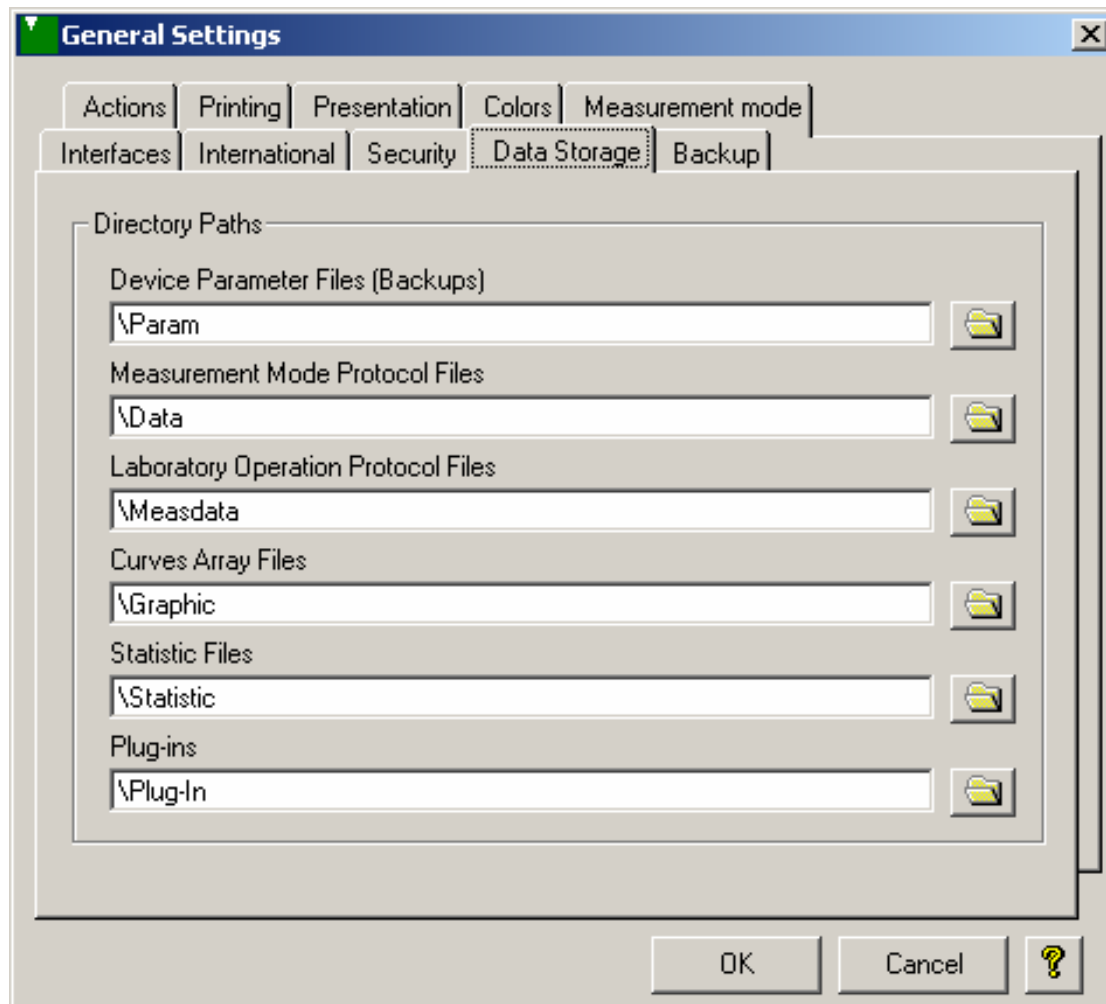 General Settings
Actions Printing Presentation Colors Measurement mode
Interfaces International Security Data Storage Backup
Directory Paths
Device Parameter Files (Backups)
\Param
Measurement Mode Protocol Files
\Data
Laboratory Operation Protocol Files
\Measdata
Curves Array Files
\Graphic
Statistic Files
\Statistic
Plug-ins
\Plug-In
OK Cancel ?